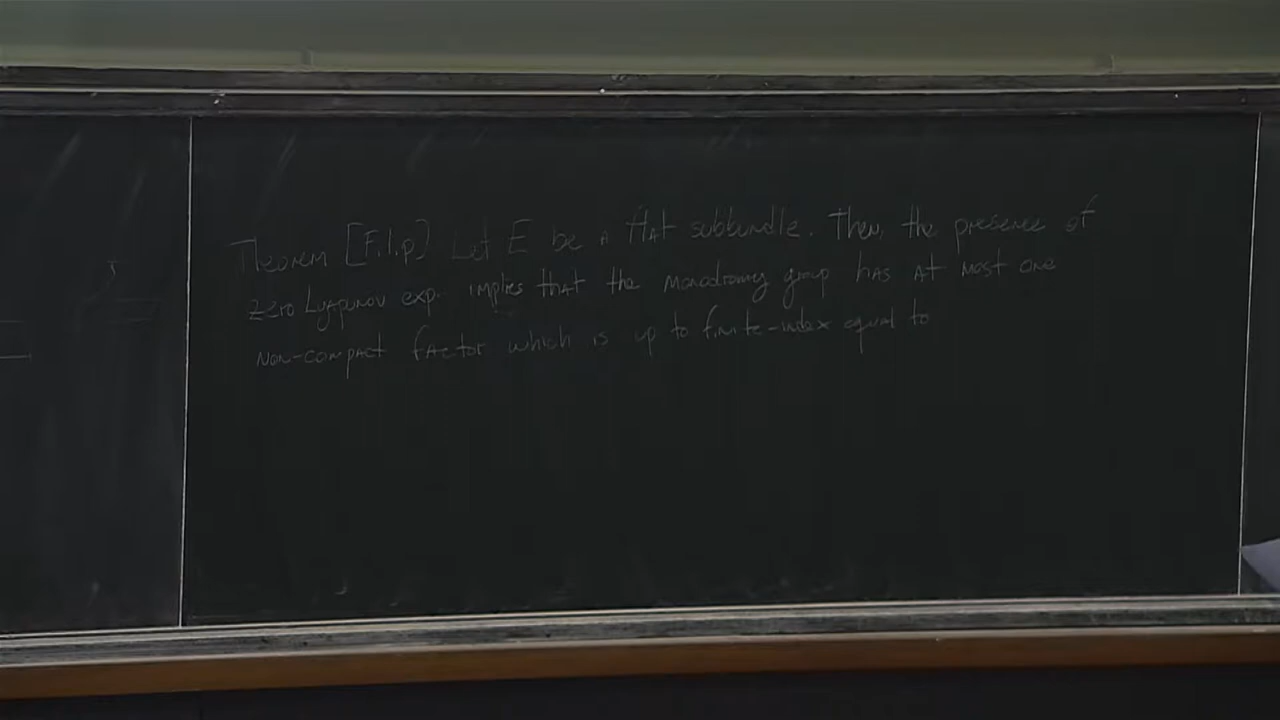 Theorem [Filip] Let E be a flat subbundle. Then, the presence of
zero Lyapunov exp. implies that the monodromy group has at most one
non-compact factor which is up to finite-index equal to